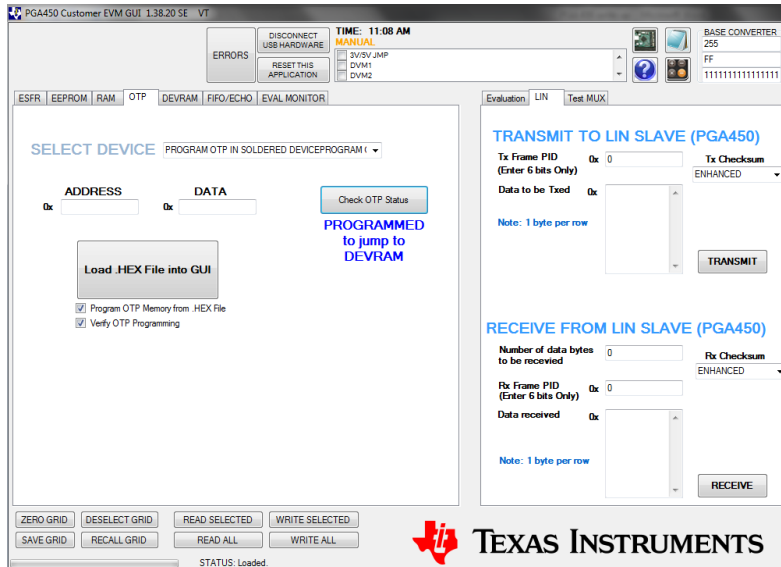 PGA450 Customer EVM GUI 1.38.20 SE VT
ERRORS
DISCONNECT
USB HARDWARE
RESET THIS
APPLICATION
TIME: 11:08 AM
MANUAL
3V/5V JMP
DVM1
DVM2
BASE CONVERTER
255
FF
1111111111111111
ESFR
EEPROM
RAM
OTP
DEVRAM
FIFO/ECHO
EVAL MONITOR
SELECT DEVICE
PROGRAM OTP IN SOLDERED DEVICEPROGRAM (
ADDRESS
DATA
0x
0x
Check OTP Status
PROGRAMMED
to jump to
DEVRAM
Load .HEX File into GUI
Program OTP Memory from .HEX File
Verify OTP Programming
Evaluation
LIN
Test MUX
TRANSMIT TO LIN SLAVE (PGA450)
Tx Frame PID
(Enter 6 bits Only)
0x
0
Tx Checksum
ENHANCED
Data to be Txed
0x
Note: 1 byte per row
TRANSMIT
RECEIVE FROM LIN SLAVE (PGA450)
Number of data bytes
to be recevied
0
Rx Checksum
ENHANCED
Rx Frame PID
(Enter 6 bits Only)
0x
0
Data received
0x
Note: 1 byte per row
RECEIVE
ZERO GRID
DESELECT GRID
READ SELECTED
WRITE SELECTED
SAVE GRID
RECALL GRID
READ ALL
WRITE ALL
STATUS: Loaded.
TEXAS INSTRUMENTS